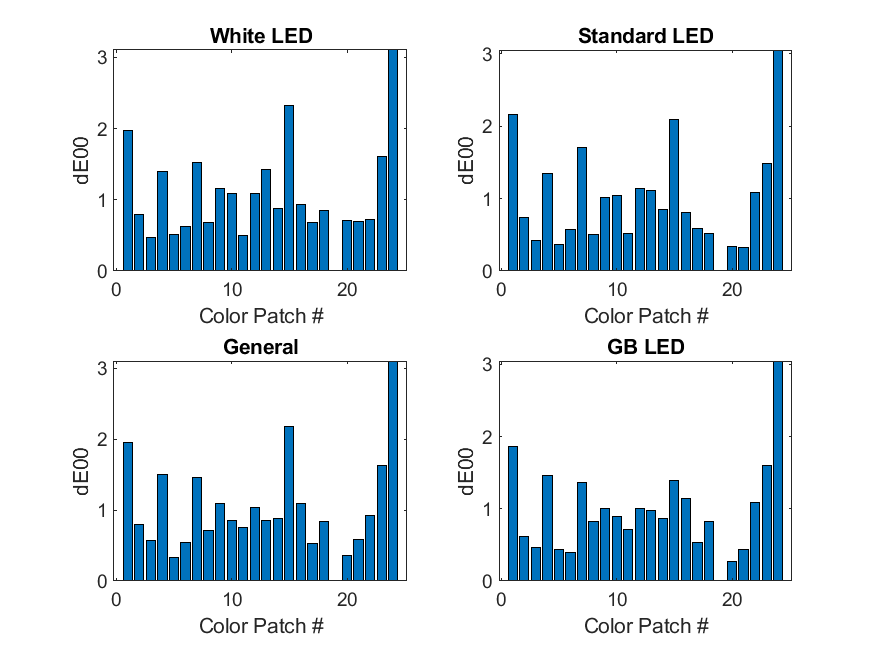 White LED
3
2
1
0
dE00
0 10 20
Color Patch #
Standard LED
3
2
1
0
dE00
0 10 20
Color Patch #
General
3
2
1
0
dE00
0 10 20
Color Patch #
GB LED
3
2
1
0
dE00
0 10 20
Color Patch #